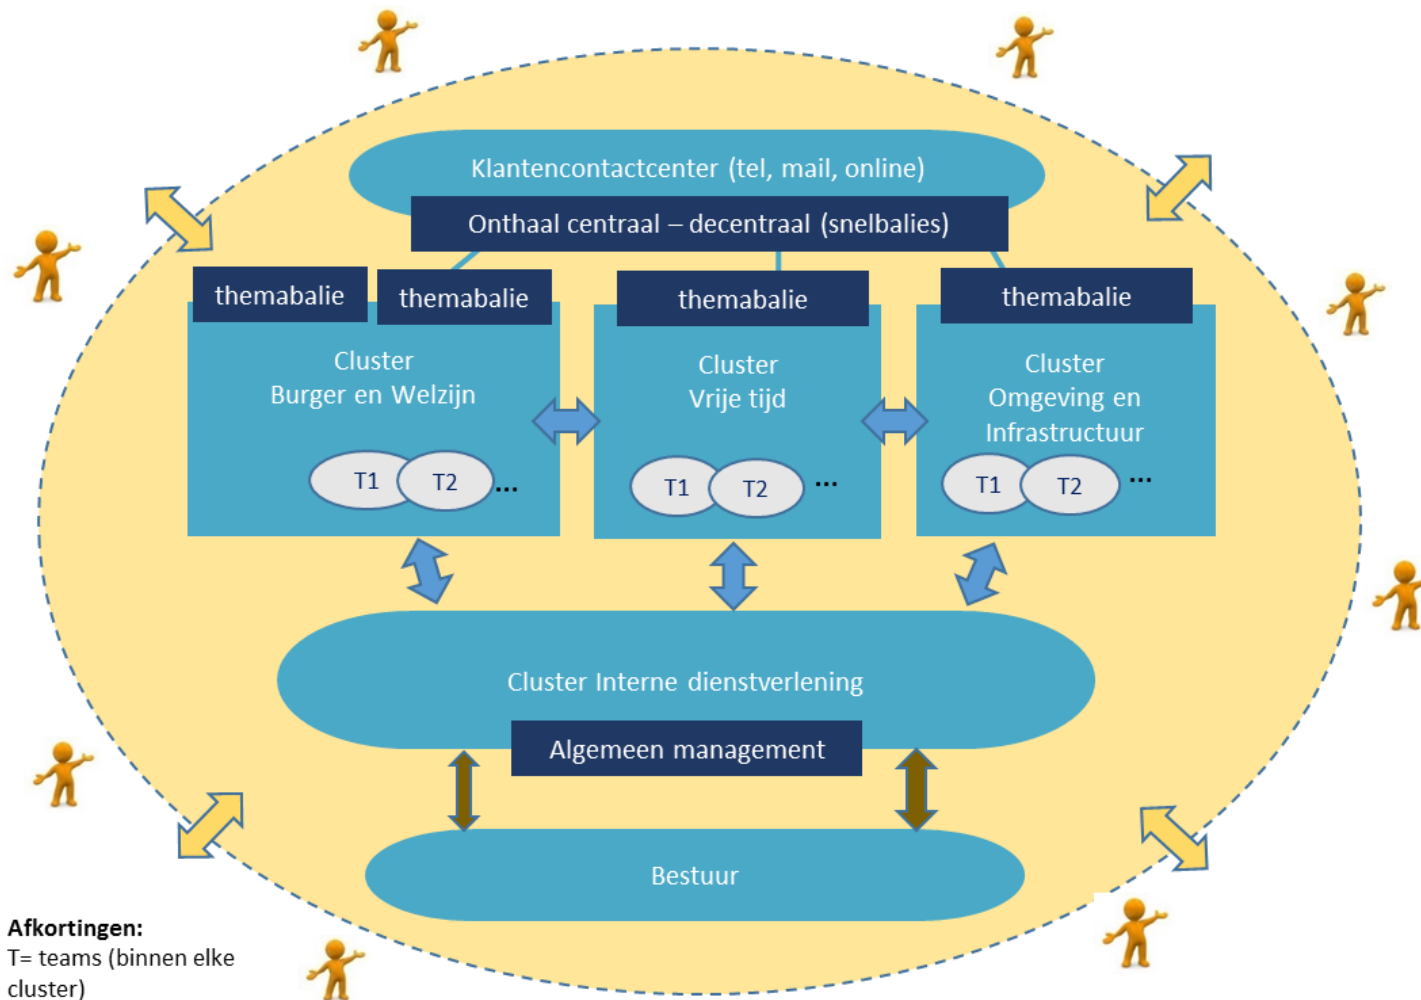 Klantencontactcenter (tel, mail, online)
Onthaal centraal – decentraal (snelbalies)
themabalie
themabalie
themabalie
themabalie
Cluster
Burger en Welzijn
T1
T2
...
Cluster
Vrije tijd
T1
T2
...
Cluster
Omgeving en
Infrastructuur
T1
T2
...
Cluster Interne dienstverlening
Algemeen management
Bestuur
Afkortingen:
T= teams (binnen elke
cluster)